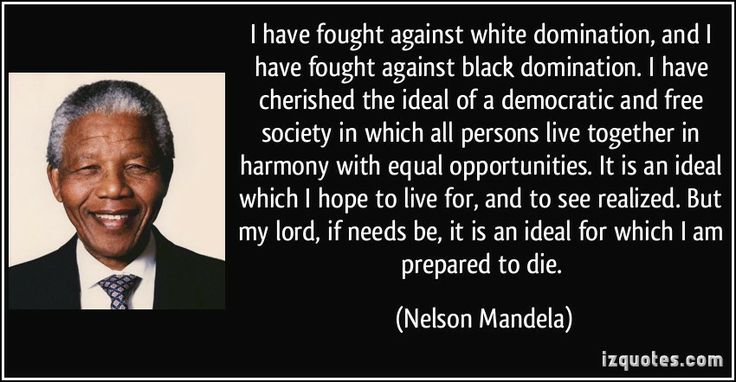 I have fought against white domination, and I
have fought against black domination. I have
cherished the ideal of a democratic and free
society in which all persons live together in
harmony with equal opportunities. It is an ideal
which I hope to live for, and to see realized. But
my lord, if needs be, it is an ideal for which I am
prepared to die.
(Nelson Mandela)
izquotes.com